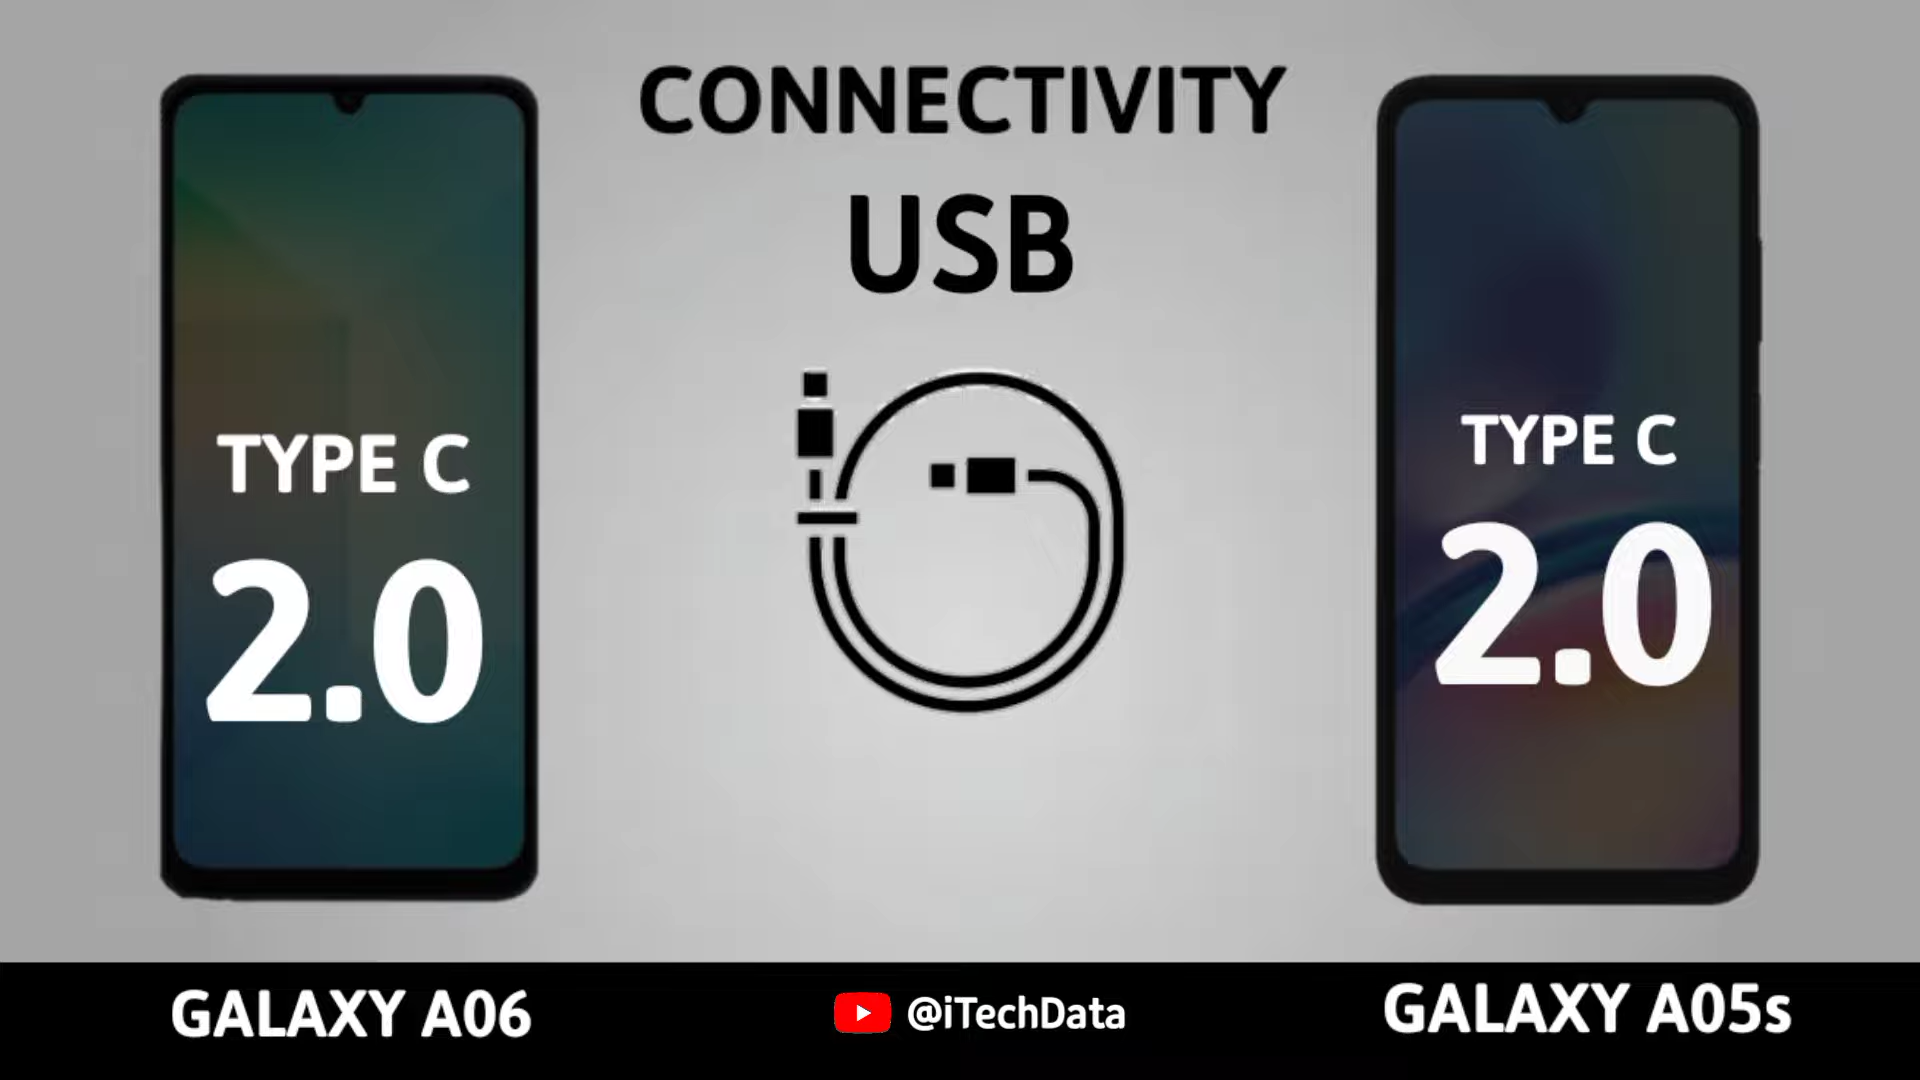 CONNECTIVITY
USB
TYPE C
2.0
TYPE C
2.0
GALAXY A06
@iTechData
GALAXY A05s